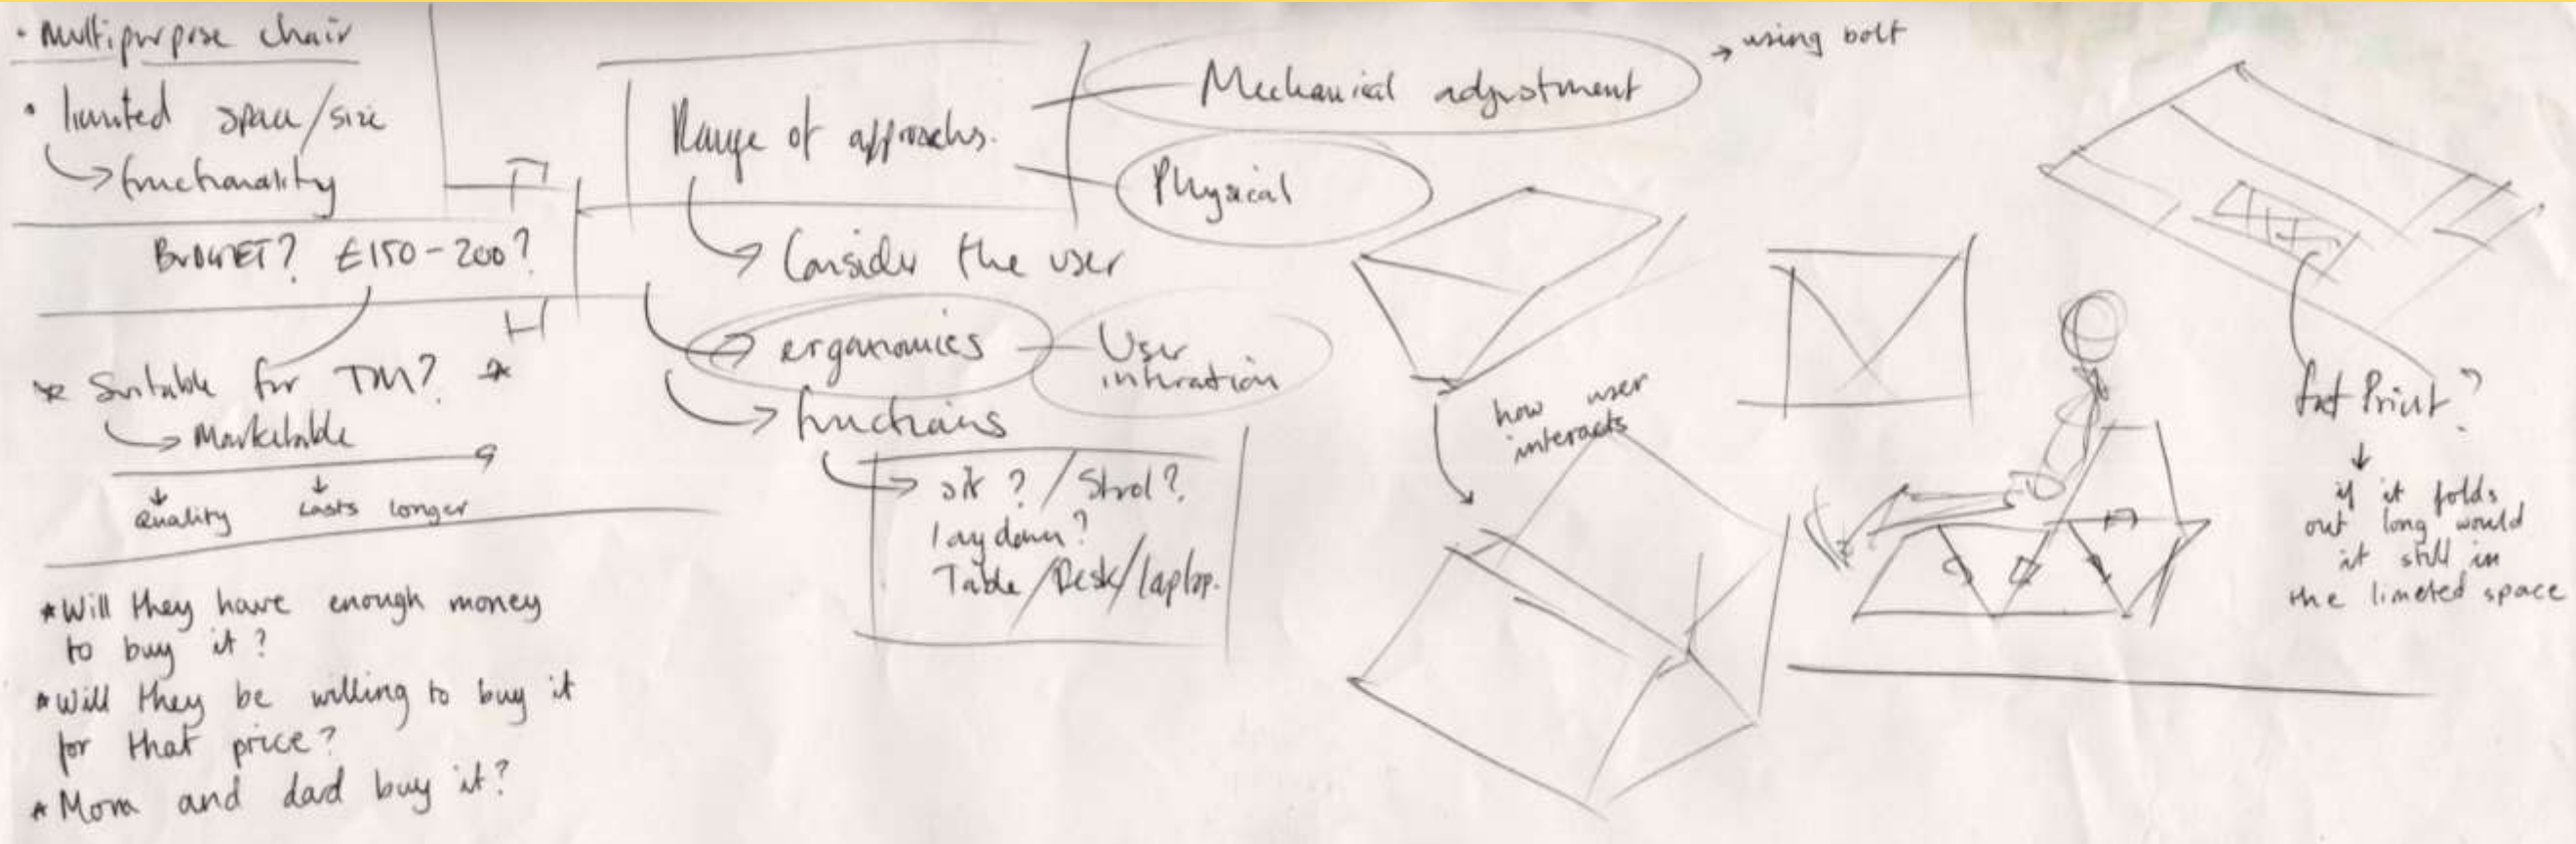 • Multipurpose chair
• limited space/size
→ functionality
BUDGET? £150-200?
* Suitable for TM? *
→ Marketable
↓ Quality ↓ Lasts longer
*Will they have enough money
to buy it?
*Will they be willing to buy it
for that price?
*Mom and dad buy it?
Range of approachs.
Mechanical adjustment
→ using bolt
Physical
→ Consider the user
→ ergonomics
User
interation
→ functions
→ sit ? / Stool ?
lay down?
Table/Desk/laptop.
how user
interacts
foot Print?
↓
if it folds
out long would
it still in
the limeted space